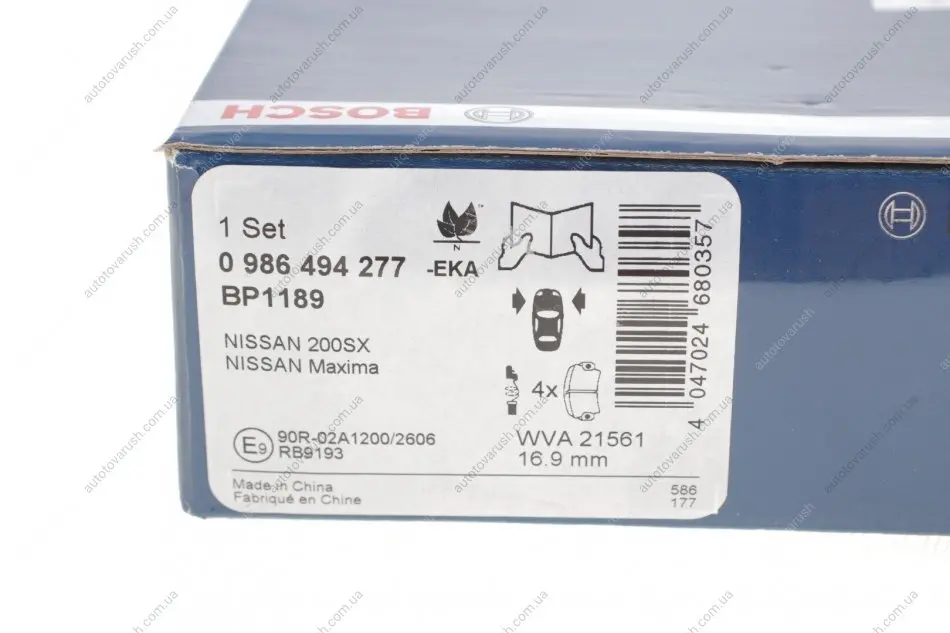 BOSCH
1 Set
0 986 494 277 -EKA
BP1189
NISSAN 200SX
NISSAN Maxima
N
4x
4 047024 680357
E9
90R-02A1200/2606
RB9193
WVA 21561
16.9 mm
Made in China
Fabriqué en Chine
586
177
autotovarush.com.ua